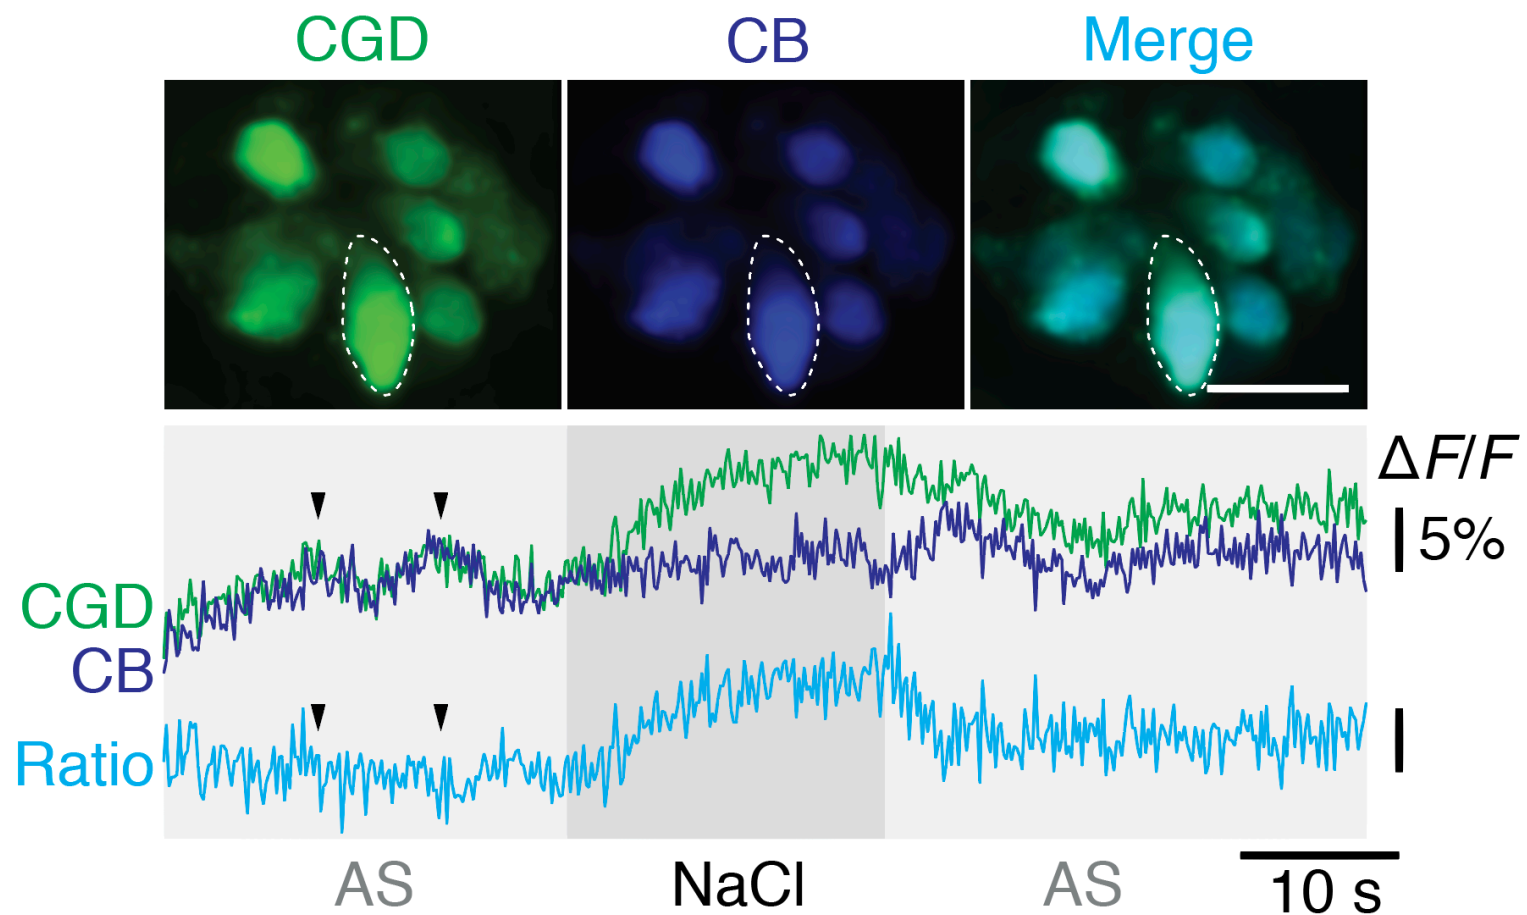 CGD
CB
Merge
ΔF/F
5%
CGD
CB
Ratio
AS
NaCl
AS
10 s